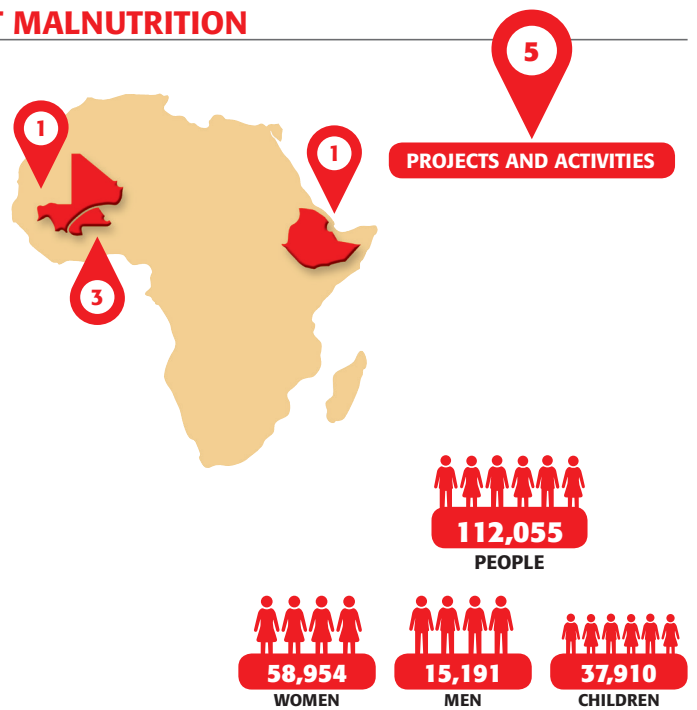 MALNUTRITION
5
PROJECTS AND ACTIVITIES
1
1
3
112,055
PEOPLE
58,954
WOMEN
15,191
MEN
37,910
CHILDREN